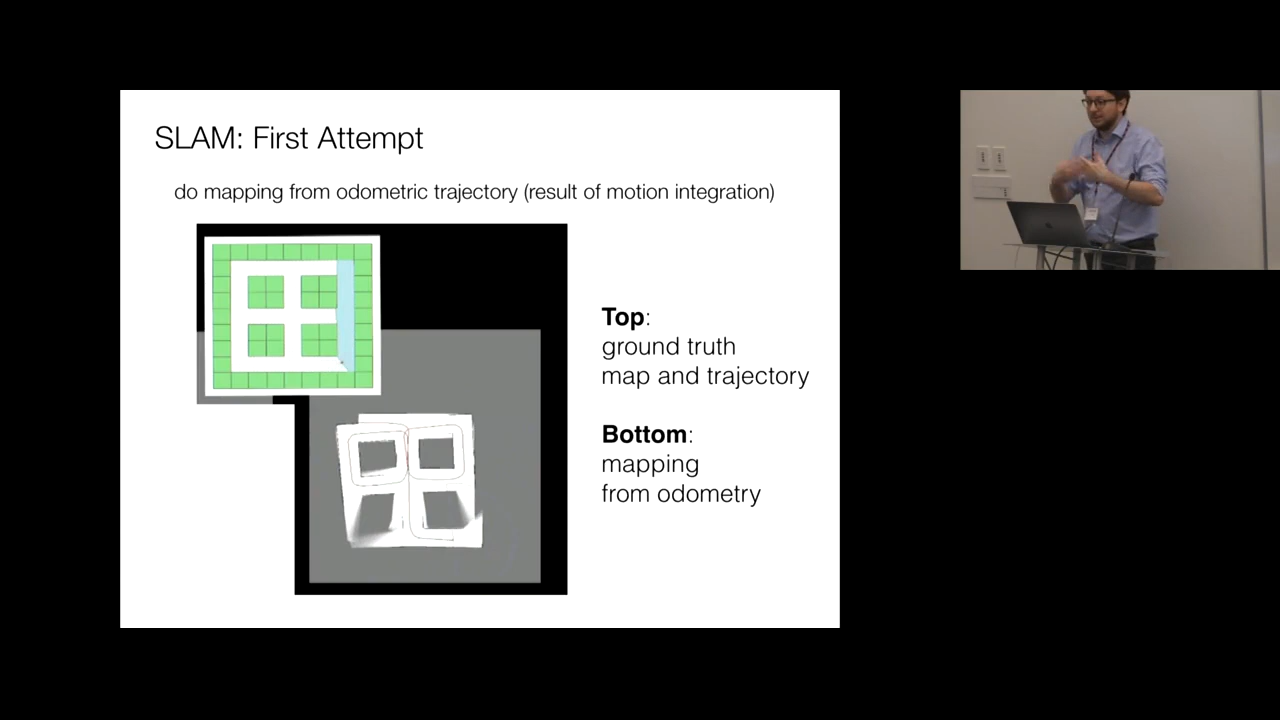 SLAM: First Attempt
do mapping from odometric trajectory (result of motion integration)
Top:
ground truth
map and trajectory
Bottom:
mapping
from odometry